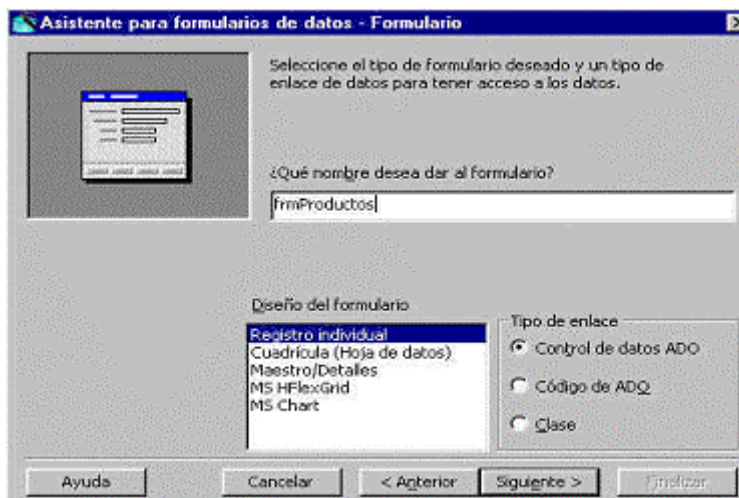 Asistente para formularios de datos - Formulario
Seleccione el tipo de formulario deseado y un tipo de
enlace de datos para tener acceso a los datos.
¿Qué nombre desea dar al formulario?
frmProductos
Diseño del formulario
Registro individual
Cuadrícula (Hoja de datos)
Maestro/Detalles
MS HFlexGrid
MS Chart
Tipo de enlace
Control de datos ADO
Código de ADO
Clase
Ayuda
Cancelar
< Anterior
Siguiente >
Finalizar